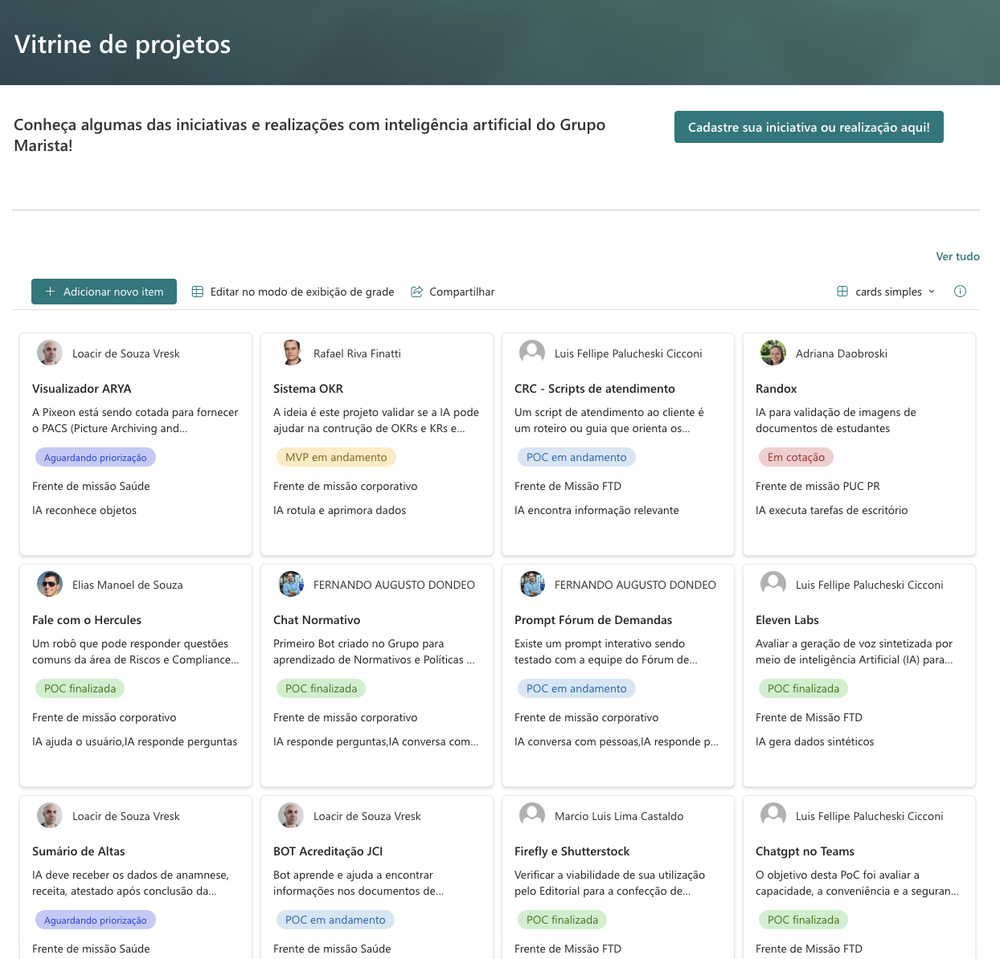 Vitrine de projetos
Conheça algumas das iniciativas e realizações com inteligência artificial do Grupo
Marista!
Cadastre sua iniciativa ou realização aqui!
Ver tudo
Adicionar novo item
Editar no modo de exibição de grade
Compartilhar
cards simples
Loacir de Souza Vresk
Visualizador ARYA
A Pixeon está sendo cotada para fornecer
o PACS (Picture Archiving and...
Aguardando priorização
Frente de missão Saúde
IA reconhece objetos
Rafael Riva Finatti
Sistema OKR
A ideia é este projeto validar se a IA pode
ajudar na contrução de OKRs e KRs e...
MVP em andamento
Frente de missão corporativo
IA rotula e aprimora dados
Luis Fellipe Palucheski Cicconi
CRC - Scripts de atendimento
Um script de atendimento ao cliente é
um roteiro ou guia que orienta os...
POC em andamento
Frente de Missão FTD
IA encontra informação relevante
Adriana Daobroski
Randox
IA para validação de imagens de
documentos de estudantes
Em cotação
Frente de missão PUC PR
IA executa tarefas de escritório
Elias Manoel de Souza
Fale com o Hercules
Um robô que pode responder questões
comuns da área de Riscos e Compliance...
POC finalizada
Frente de missão corporativo
IA ajuda o usuário,IA responde perguntas
FERNANDO AUGUSTO DONDEO
Chat Normativo
Primeiro Bot criado no Grupo para
aprendizado de Normativos e Políticas ...
POC finalizada
Frente de missão corporativo
IA responde perguntas,IA conversa com...
FERNANDO AUGUSTO DONDEO
Prompt Fórum de Demandas
Existe um prompt interativo sendo
testado com a equipe do Fórum de...
POC em andamento
Frente de missão corporativo
IA conversa com pessoas,IA responde p...
Luis Fellipe Palucheski Cicconi
Eleven Labs
Avaliar a geração de voz sintetizada por
meio de inteligência Artificial (IA) para...
POC finalizada
Frente de Missão FTD
IA gera dados sintéticos
Loacir de Souza Vresk
Sumário de Altas
IA deve receber os dados de anamnese,
receita, atestado após conclusão da...
Aguardando priorização
Frente de missão Saúde
Loacir de Souza Vresk
BOT Acreditação JCI
Bot aprende e ajuda a encontrar
informações nos documentos de...
POC em andamento
Frente de missão Saúde
Marcio Luis Lima Castaldo
Firefly e Shutterstock
Verificar a viabilidade de sua utilização
pelo Editorial para a confecção de...
POC finalizada
Frente de Missão FTD
Luis Fellipe Palucheski Cicconi
Chatgpt no Teams
O objetivo desta PoC foi avaliar a
capacidade, a conveniência e a seguran...
POC finalizada
Frente de Missão FTD